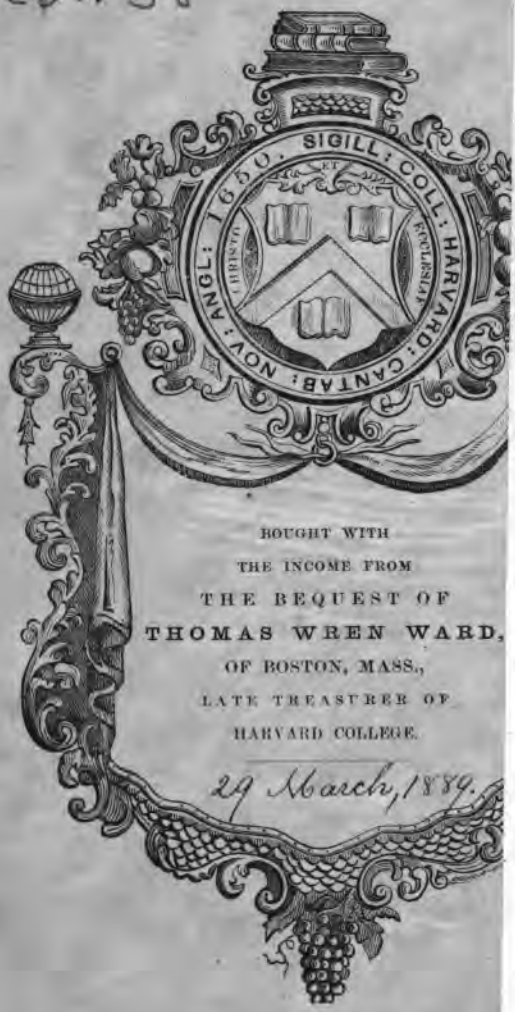 SIGILL: COLL: HARVARD: CANTAB: NOV: ANGL: 1650.
ET
CHRISTO
ECCLESIAE
BOUGHT WITH
THE INCOME FROM
THE BEQUEST OF
THOMAS WREN WARD,
OF BOSTON, MASS.,
LATE TREASURER OF
HARVARD COLLEGE.
29 March, 1889.